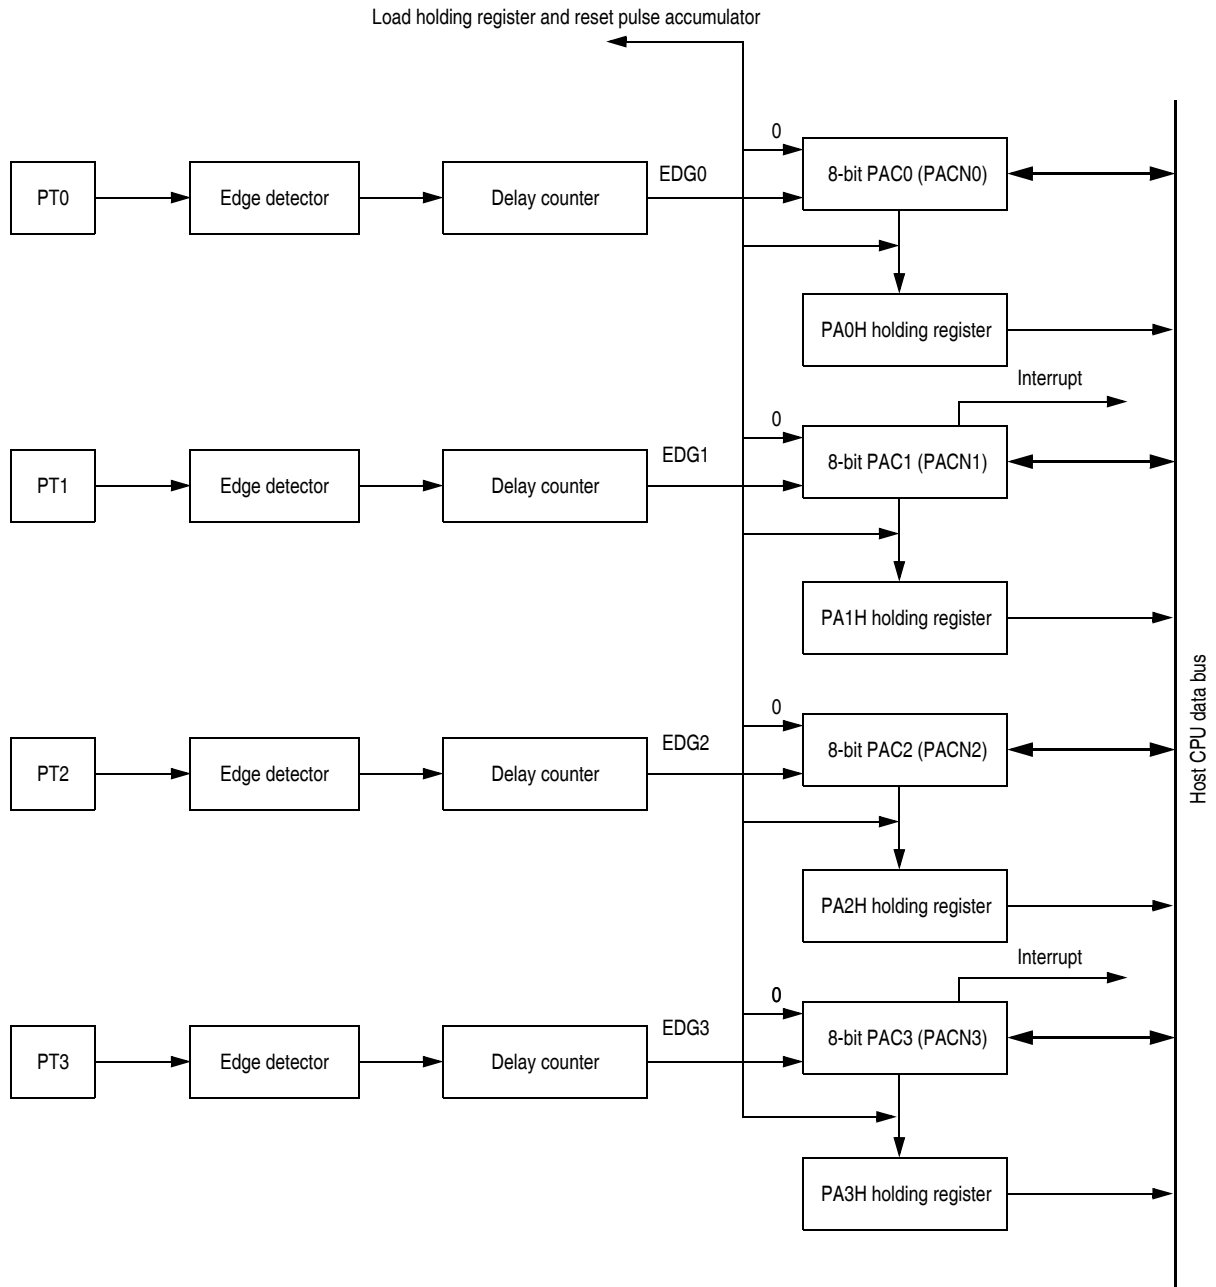 Load holding register and reset pulse accumulator
0
EDG0
PT0
Edge detector
Delay counter
8-bit PAC0 (PACN0)
PA0H holding register
Interrupt
0
EDG1
PT1
Edge detector
Delay counter
8-bit PAC1 (PACN1)
PA1H holding register
Host CPU data bus
0
EDG2
PT2
Edge detector
Delay counter
8-bit PAC2 (PACN2)
PA2H holding register
Interrupt
0
EDG3
PT3
Edge detector
Delay counter
8-bit PAC3 (PACN3)
PA3H holding register